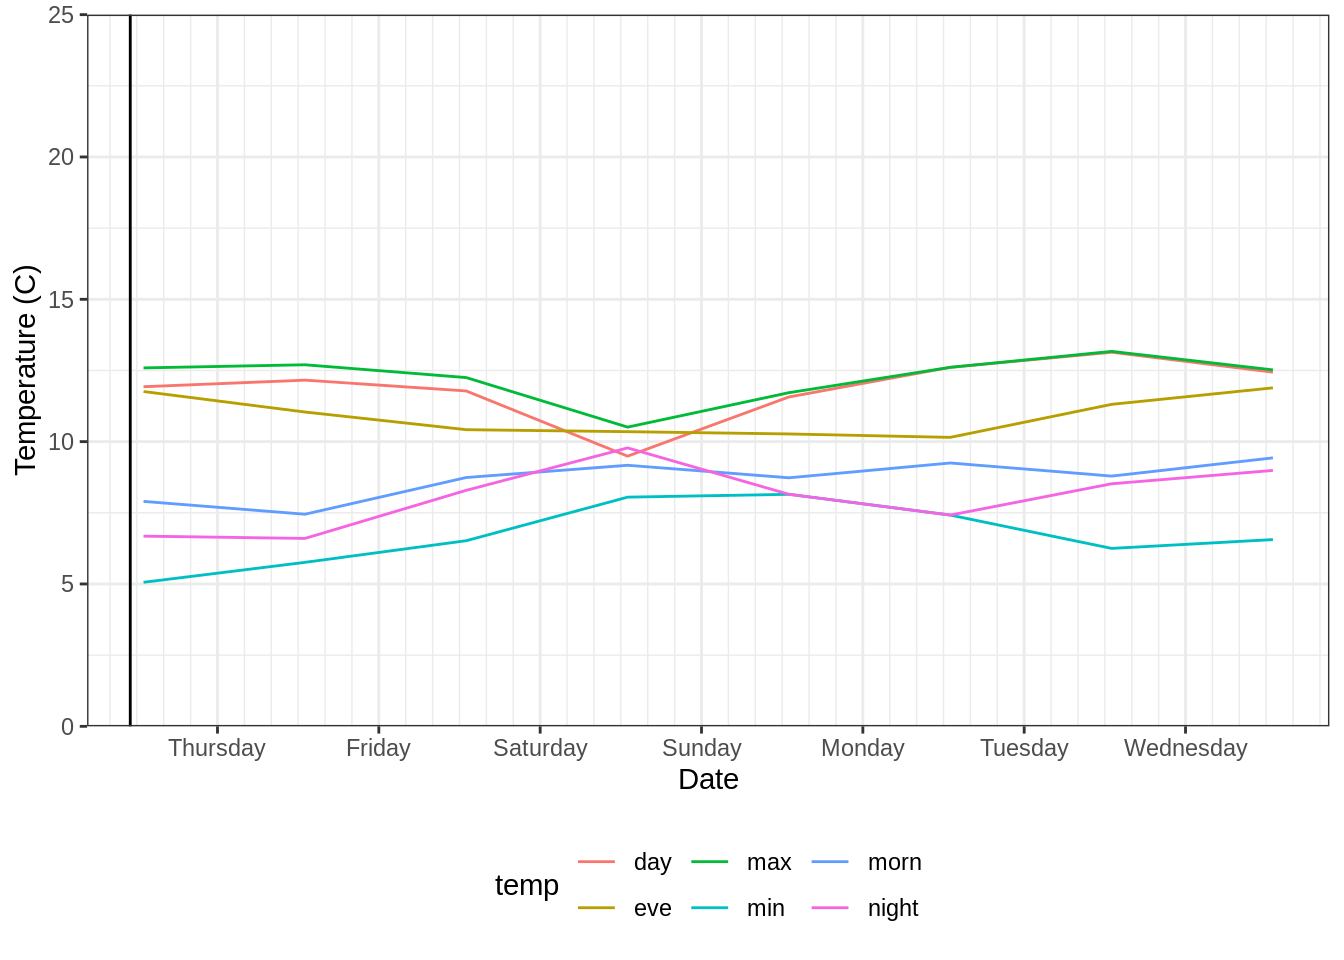 25
20
15
10
5
0
Temperature (C)
Thursday Friday Saturday Sunday Monday Tuesday Wednesday
Date
temp
day max morn
eve min night